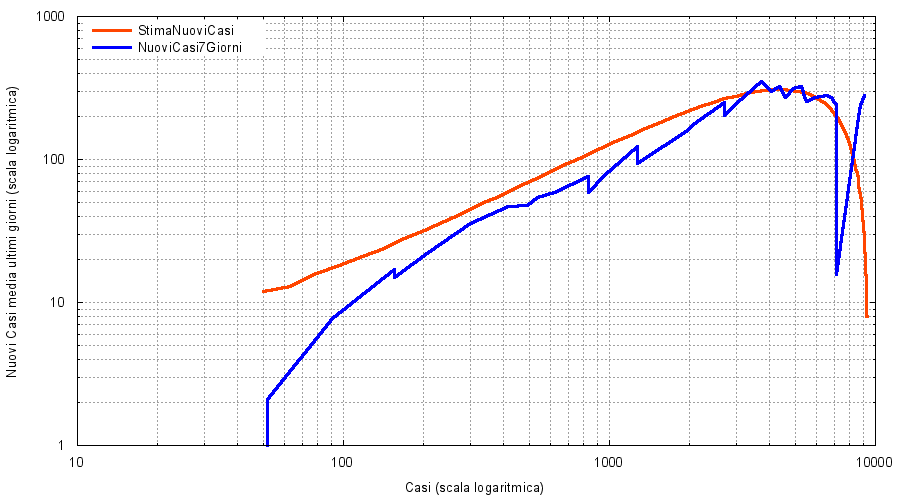 1000
StimaNuoviCasi
NuoviCasi7Giorni
100
10
1
Nuovi Casi media ultimi giorni (scala logaritmica)
10 100 1000 10000
Casi (scala logaritmica)